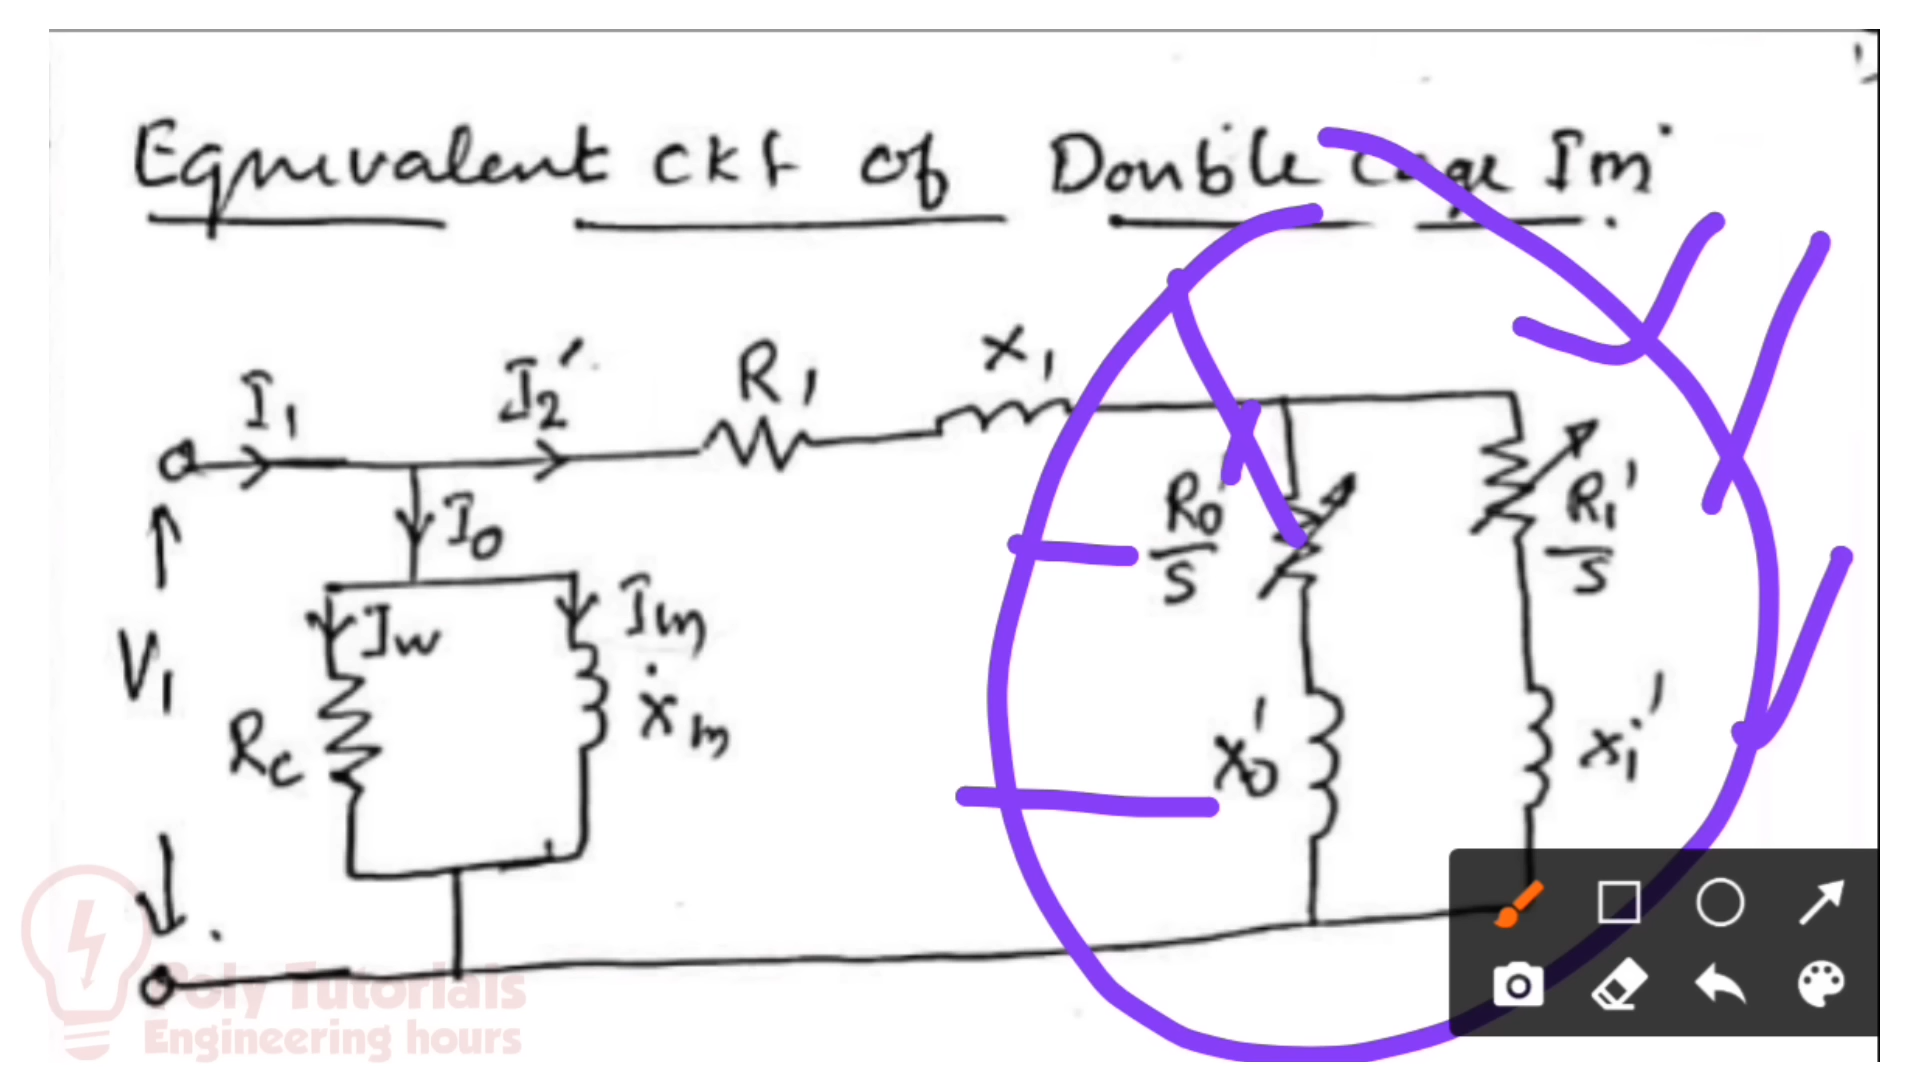 Equivalent ckt of Double cage Im
I1
I2'
R1
X1
I0
V1
Iw
Im
Rc
Xm
R0'/S
R1'/S
X0'
X1'
Poly Tutorials
Engineering hours